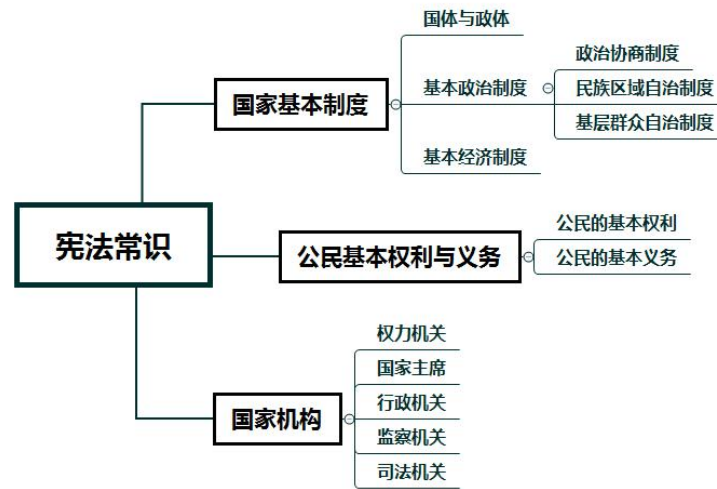 宪法常识
国家基本制度
国体与政体
基本政治制度
政治协商制度
民族区域自治制度
基层群众自治制度
基本经济制度
公民基本权利与义务
公民的基本权利
公民的基本义务
国家机构
权力机关
国家主席
行政机关
监察机关
司法机关